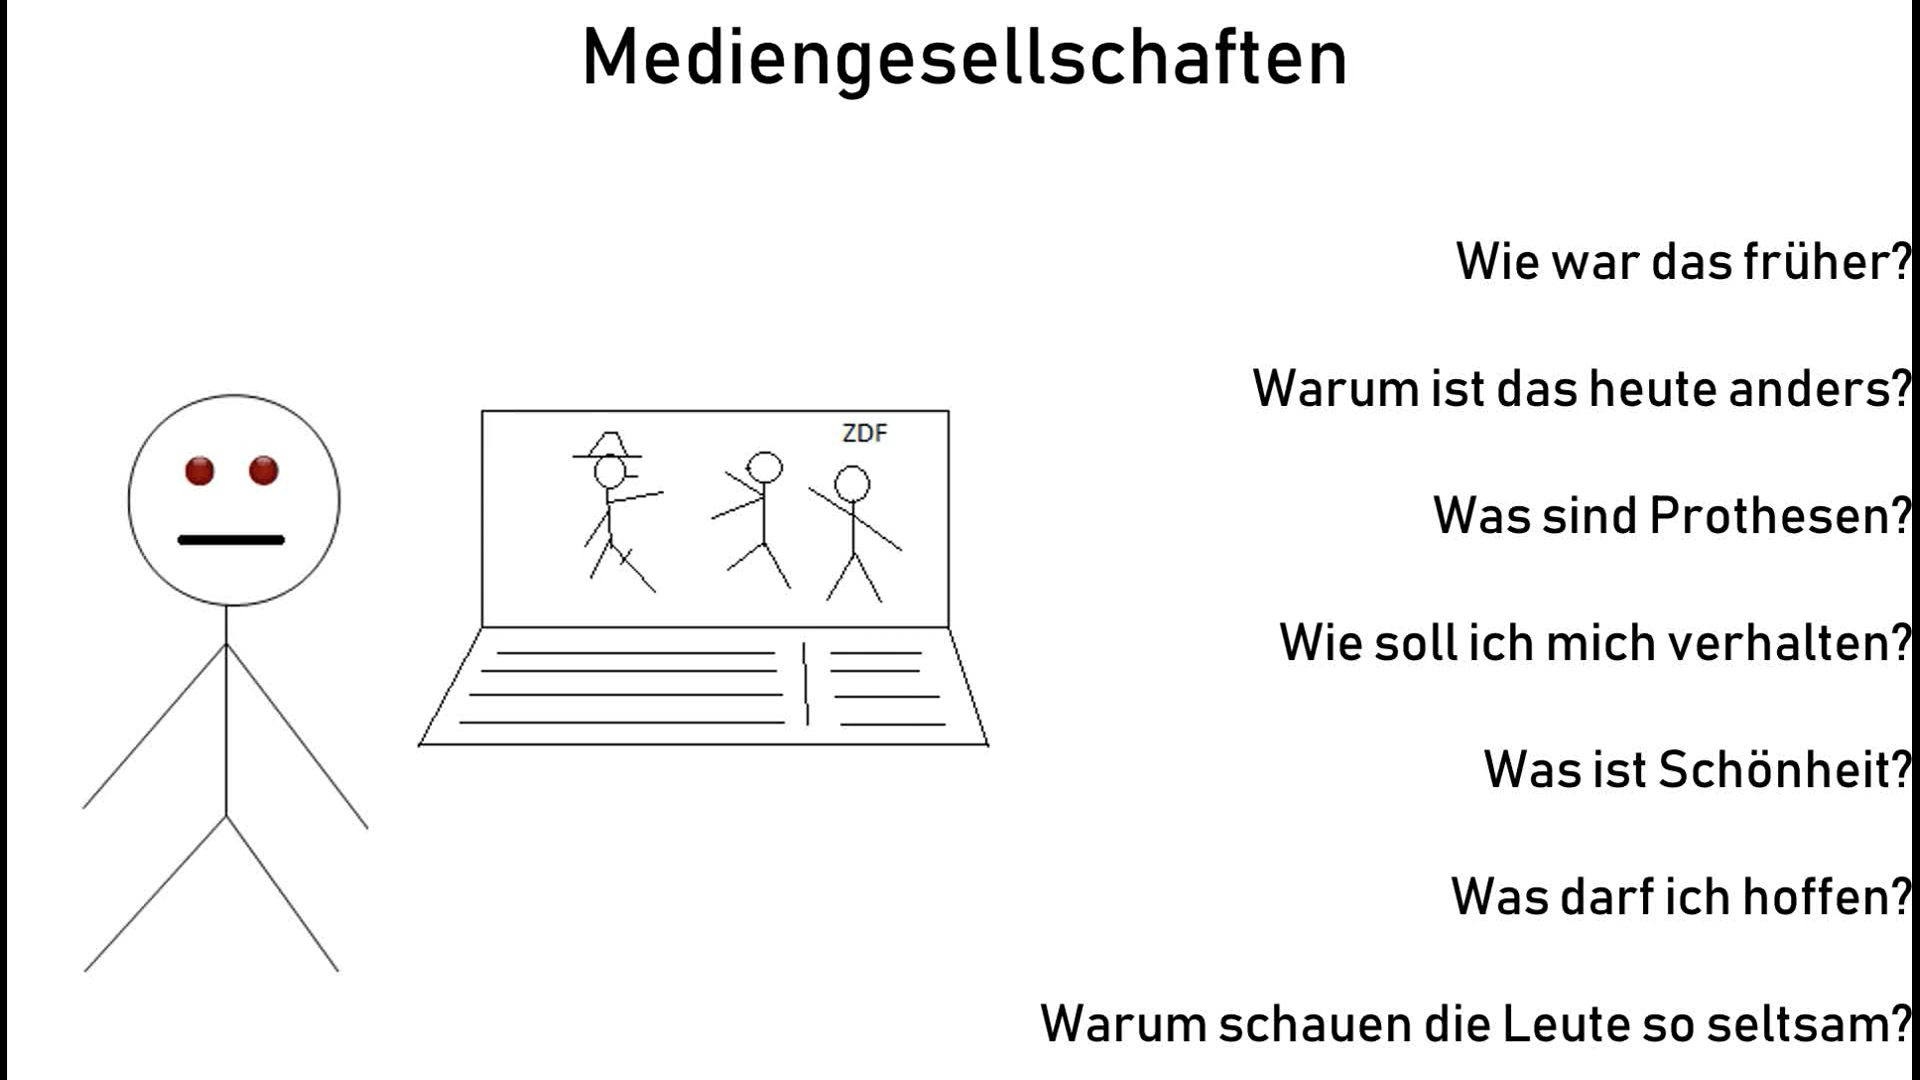 Mediengesellschaften
Wie war das früher?
Warum ist das heute anders?
ZDF
Was sind Prothesen?
Wie soll ich mich verhalten?
Was ist Schönheit?
Was darf ich hoffen?
Warum schauen die Leute so seltsam?